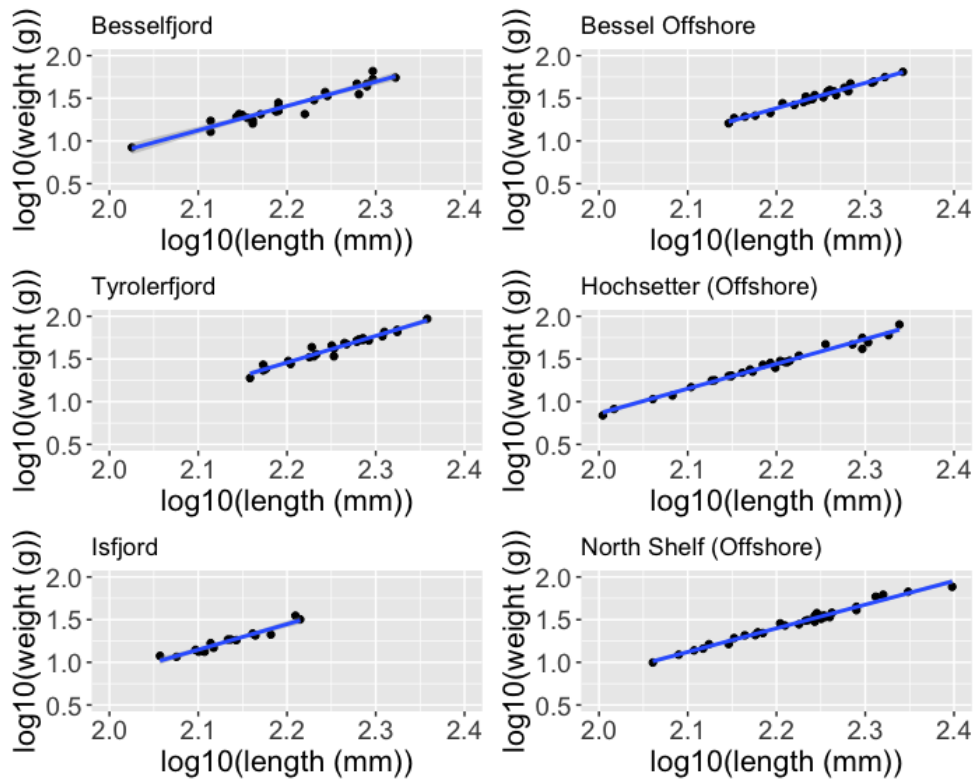 Besselfjord
log10(weight (g))
2.0
1.5
1.0
0.5
2.0 2.1 2.2 2.3 2.4
log10(length (mm))
Bessel Offshore
log10(weight (g))
2.0
1.5
1.0
0.5
2.0 2.1 2.2 2.3 2.4
log10(length (mm))
Tyrolerfjord
log10(weight (g))
2.0
1.5
1.0
0.5
2.0 2.1 2.2 2.3 2.4
log10(length (mm))
Hochsetter (Offshore)
log10(weight (g))
2.0
1.5
1.0
0.5
2.0 2.1 2.2 2.3 2.4
log10(length (mm))
Isfjord
log10(weight (g))
2.0
1.5
1.0
0.5
2.0 2.1 2.2 2.3 2.4
log10(length (mm))
North Shelf (Offshore)
log10(weight (g))
2.0
1.5
1.0
0.5
2.0 2.1 2.2 2.3 2.4
log10(length (mm))